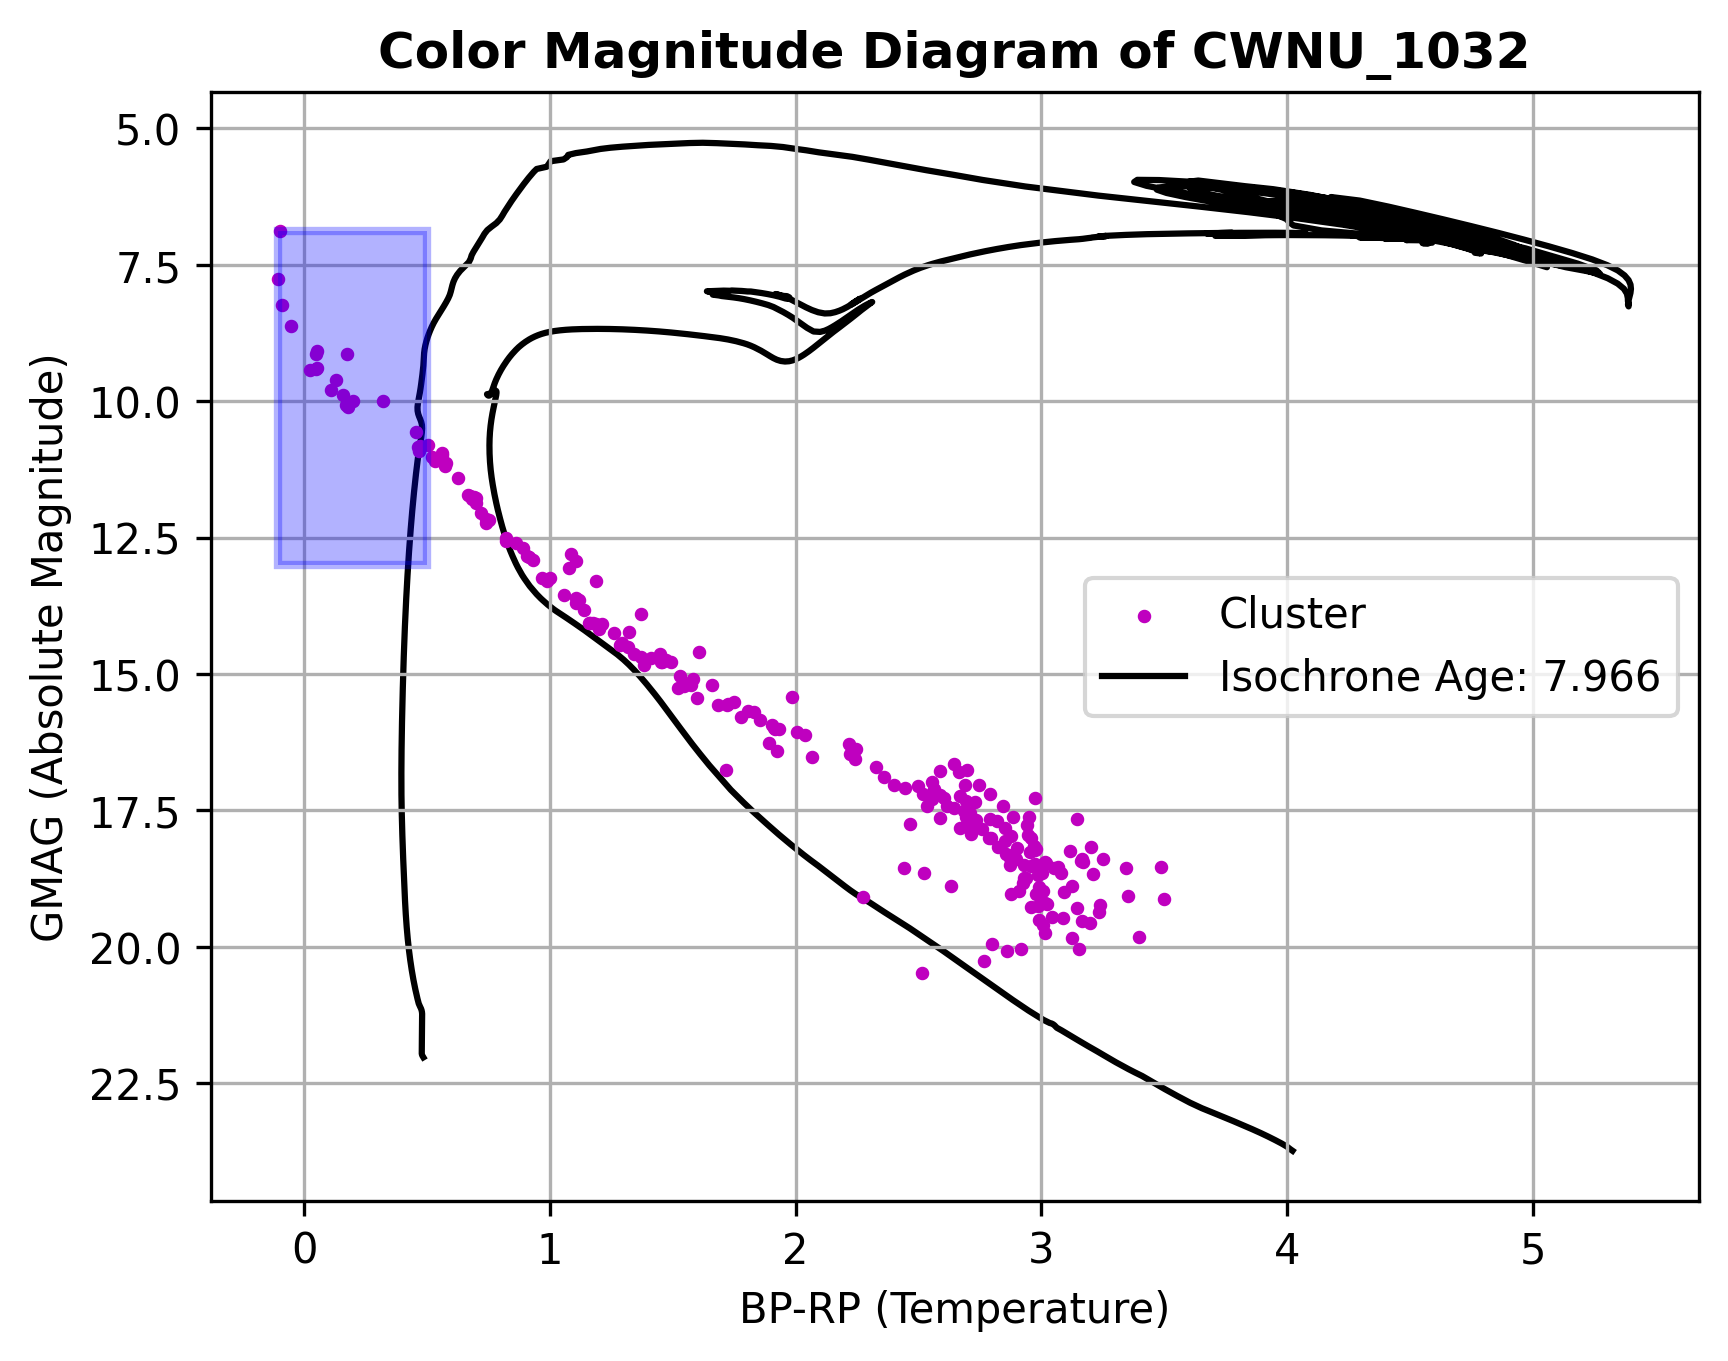 Color Magnitude Diagram of CWNU_1032
GMAG (Absolute Magnitude)
5.0
7.5
10.0
12.5
15.0
17.5
20.0
22.5
Cluster
Isochrone Age: 7.966
0 1 2 3 4 5
BP-RP (Temperature)